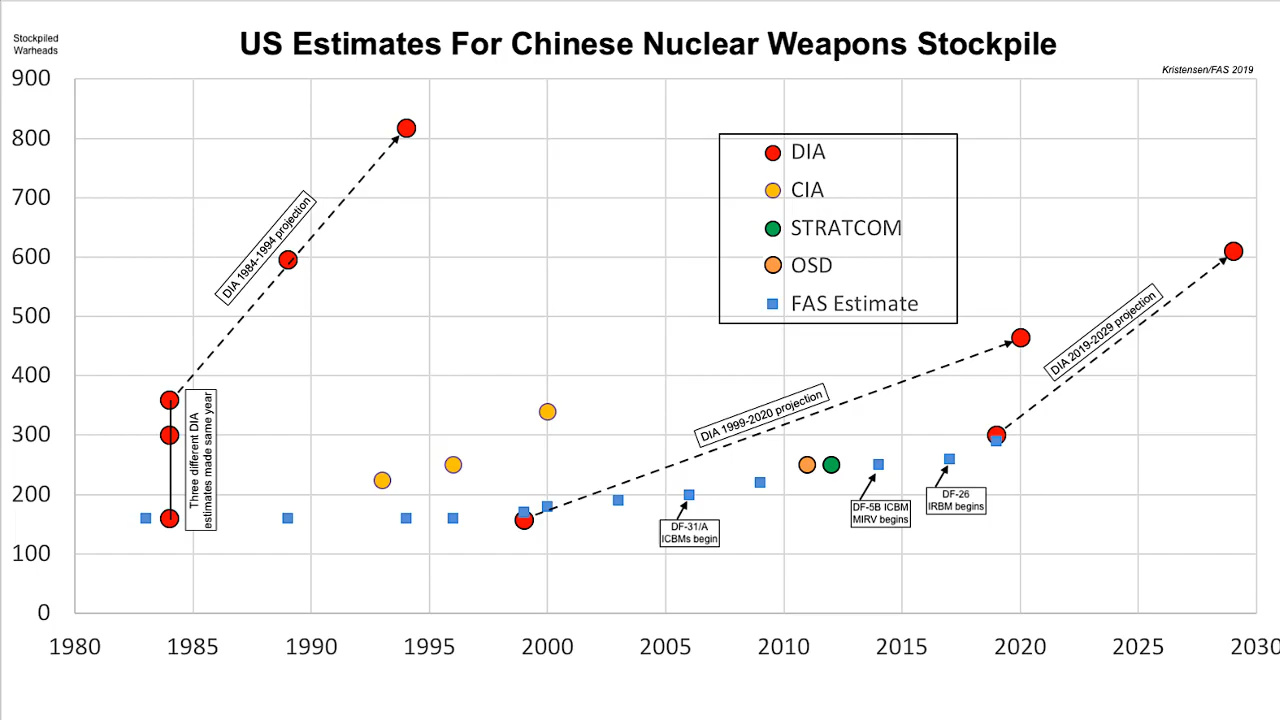 Stockpiled
Warheads
US Estimates For Chinese Nuclear Weapons Stockpile
Kristensen/FAS 2019
900
800
700
600
500
400
300
200
100
0
1980
1985
1990
1995
2000
2005
2010
2015
2020
2025
2030
DIA
CIA
STRATCOM
OSD
FAS Estimate
DIA 1984-1994 projection
Three different DIA
estimates made same year
DIA 1999-2020 projection
DIA 2019-2029 projection
DF-31/A
ICBMs begin
DF-5B ICBM
MIRV begins
DF-26
IRBM begins